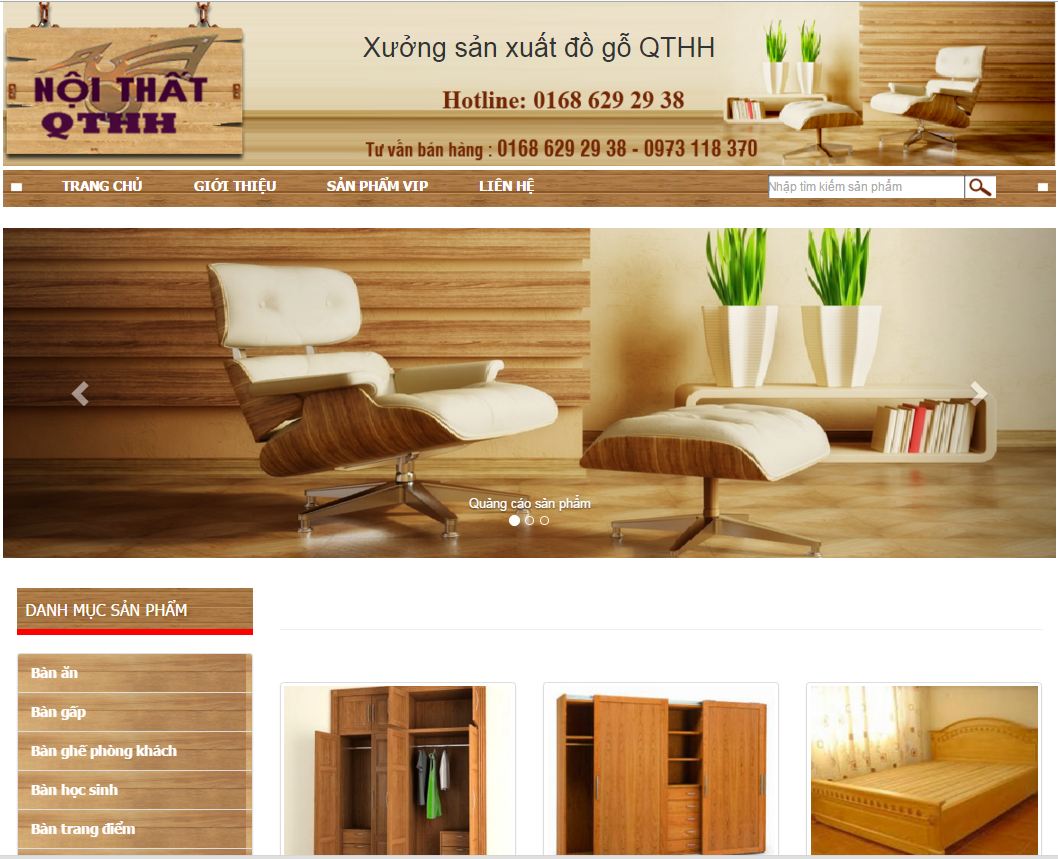 NỘI THẤT
QTHH
Xưởng sản xuất đồ gỗ QTHH
Hotline: 0168 629 29 38
Tư vấn bán hàng : 0168 629 29 38 - 0973 118 370
TRANG CHỦ GIỚI THIỆU SẢN PHẨM VIP LIÊN HỆ Nhập tìm kiếm sản phẩm
Quảng cáo sản phẩm
DANH MỤC SẢN PHẨM
Bàn ăn
Bàn gấp
Bàn ghế phòng khách
Bàn học sinh
Bàn trang điểm